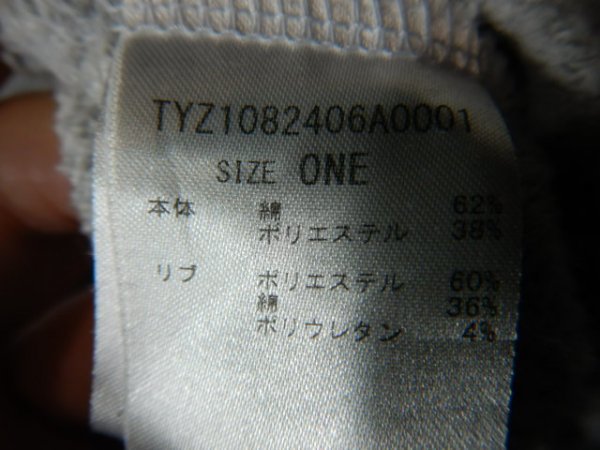 TYZ1082406A0001
SIZE ONE
本体 綿 62%
ポリエステル 38%
リブ ポリエステル 60%
綿 36%
ポリウレタン 4%